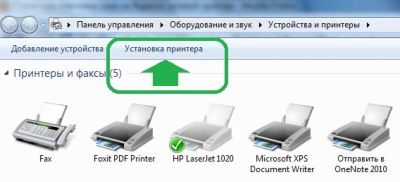 Панель управления ▸ Оборудование и звук ▸ Устройства и принтеры ▸
Добавление устройства Установка принтера
Принтеры и факсы (5)
Fax Foxit PDF Printer HP LaserJet 1020 Microsoft XPS Document Writer Отправить в OneNote 2010